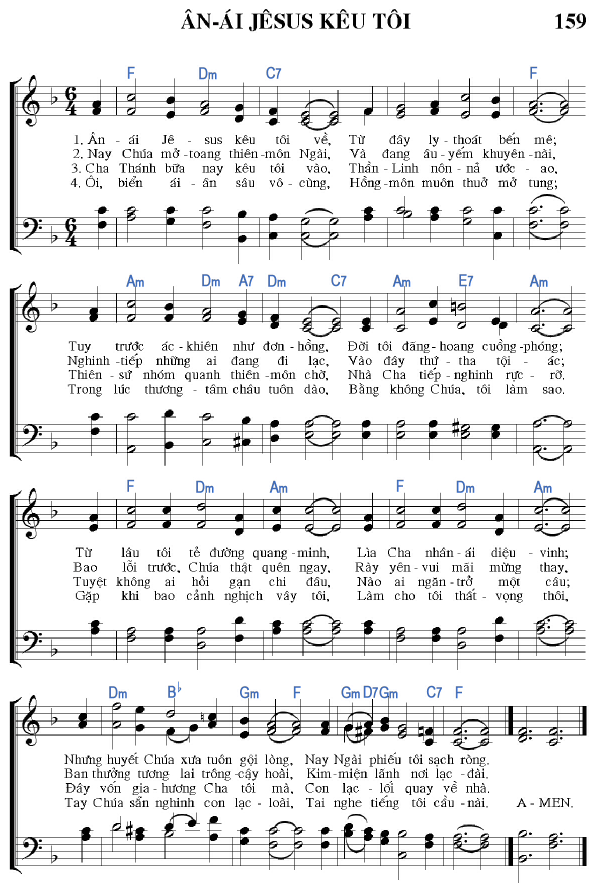 ÂN-ÁI JÊSUS KÊU TÔI 159
F Dm C7 F
6 4
1. Ân - ái Jê - sus kêu tôi về, Từ đây ly-thoát bến mê;
2. Nay Chúa mở-toang thiên-môn Ngài, Và đang âu-yếm khuyên-nài,
3. Cha Thánh bữa nay kêu tôi vào, Thần-Linh nón-nả ước-ao,
4. Ôi, biển ái-ân sâu vô-cùng, Hồng-môn muôn thuở mở tung;
6 4
Am Dm A7 Dm C7 Am E7 Am
Tuy trước ác-khiên như đơn-hồng, Đời tôi đãng-hoang cuồng-phóng;
Nghinh-tiếp những ai đang đi lạc, Vào đây thứ-tha tội-ác;
Thiên-sứ nhóm quanh thiên-môn chờ, Nhà Cha tiếp-nghinh rực-rỡ.
Trong lúc thương-tâm châu tuôn dào, Bằng không Chúa, tôi làm sao.
F Dm Am F Dm Am
Từ lâu tôi tẻ đường quang-minh, Lìa Cha nhân-ái diệu-vinh;
Bao lỗi trước, Chúa thật quên ngay, Rày yên-vui mãi mừng thay,
Tuyệt không ai hỏi gạn chi đâu, Nào ai ngăn-trở một câu;
Gặp khi bao cảnh nghịch vây tôi, Làm cho tôi thất-vọng thôi,
Dm B♭ Gm F Gm D7 Gm C7 F
Nhưng huyết Chúa xưa tuôn gội lòng, Nay Ngài phiếu tôi sạch ròng.
Ban thưởng tương lai trông-cậy hoài, Kim-miện lãnh nơi lạc-đài.
Đây vốn gia-hương Cha tôi mà, Con lạc-lối quay về nhà.
Tay Chúa sẵn nghinh con lạc-loài, Tai nghe tiếng tôi cầu-nài. A-MEN.